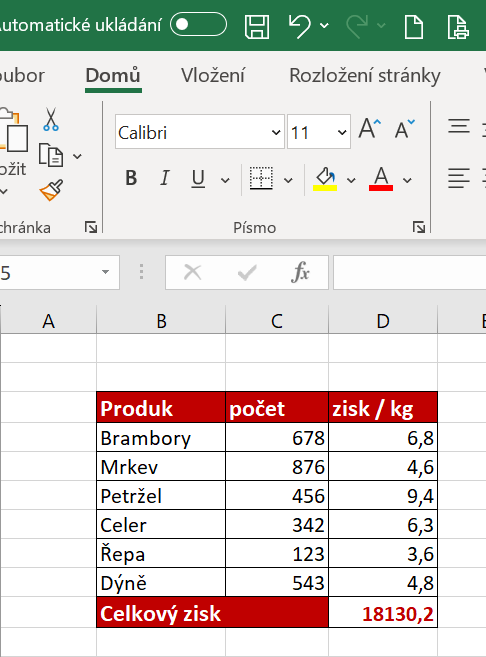 utomatické ukládání
oubor Domů Vložení Rozložení stránky
Calibri 11
ožit
B I U A
chránka Písmo
5 fx
A B C D
Produk počet zisk / kg
Brambory 678 6,8
Mrkev 876 4,6
Petržel 456 9,4
Celer 342 6,3
Řepa 123 3,6
Dýně 543 4,8
Celkový zisk 18130,2